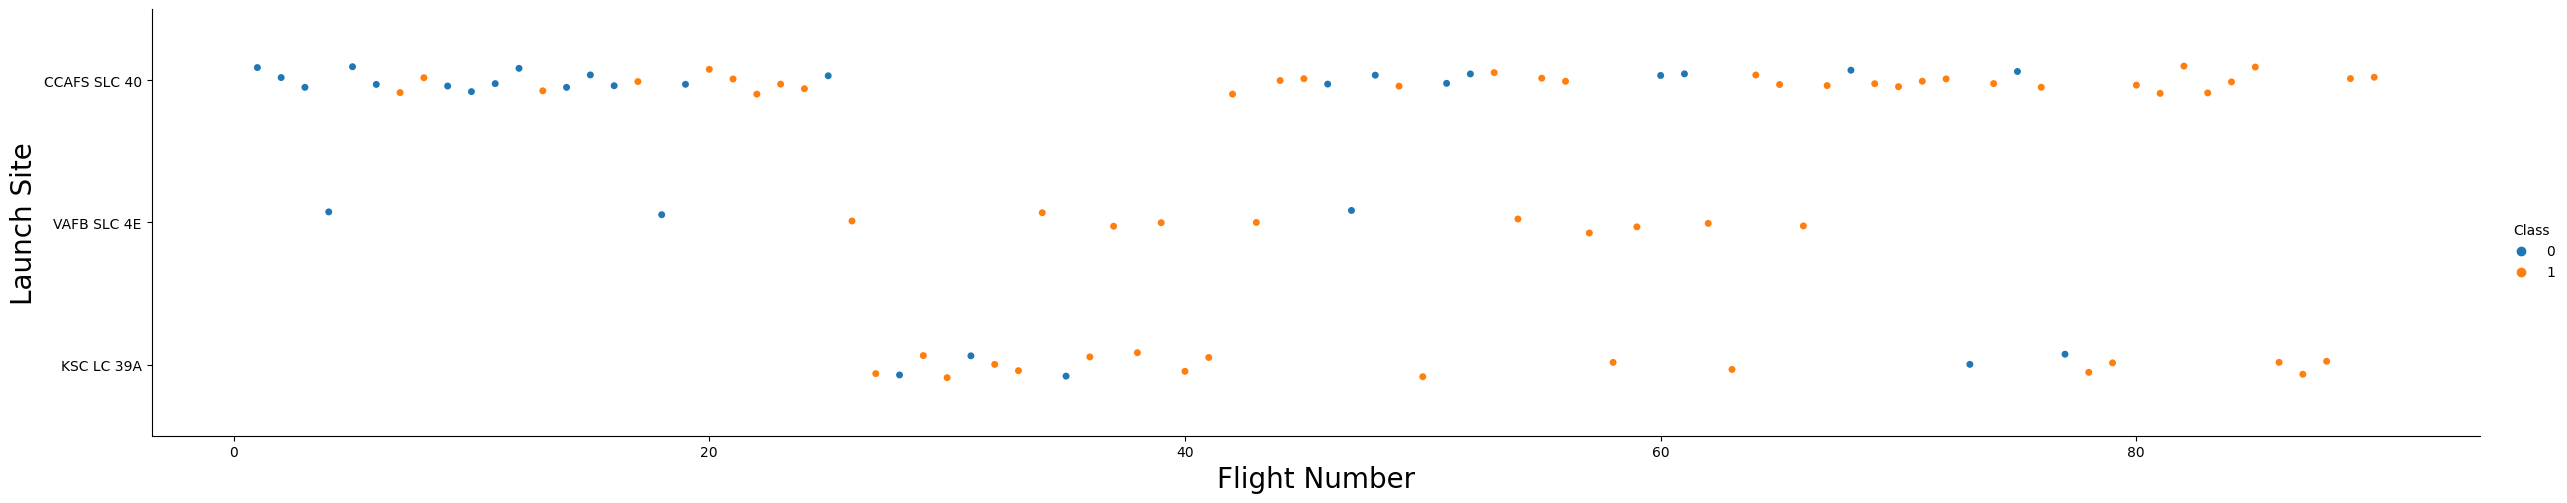 Launch Site
CCAFS SLC 40
VAFB SLC 4E
KSC LC 39A
0 20 40 60 80
Flight Number
Class
0
1